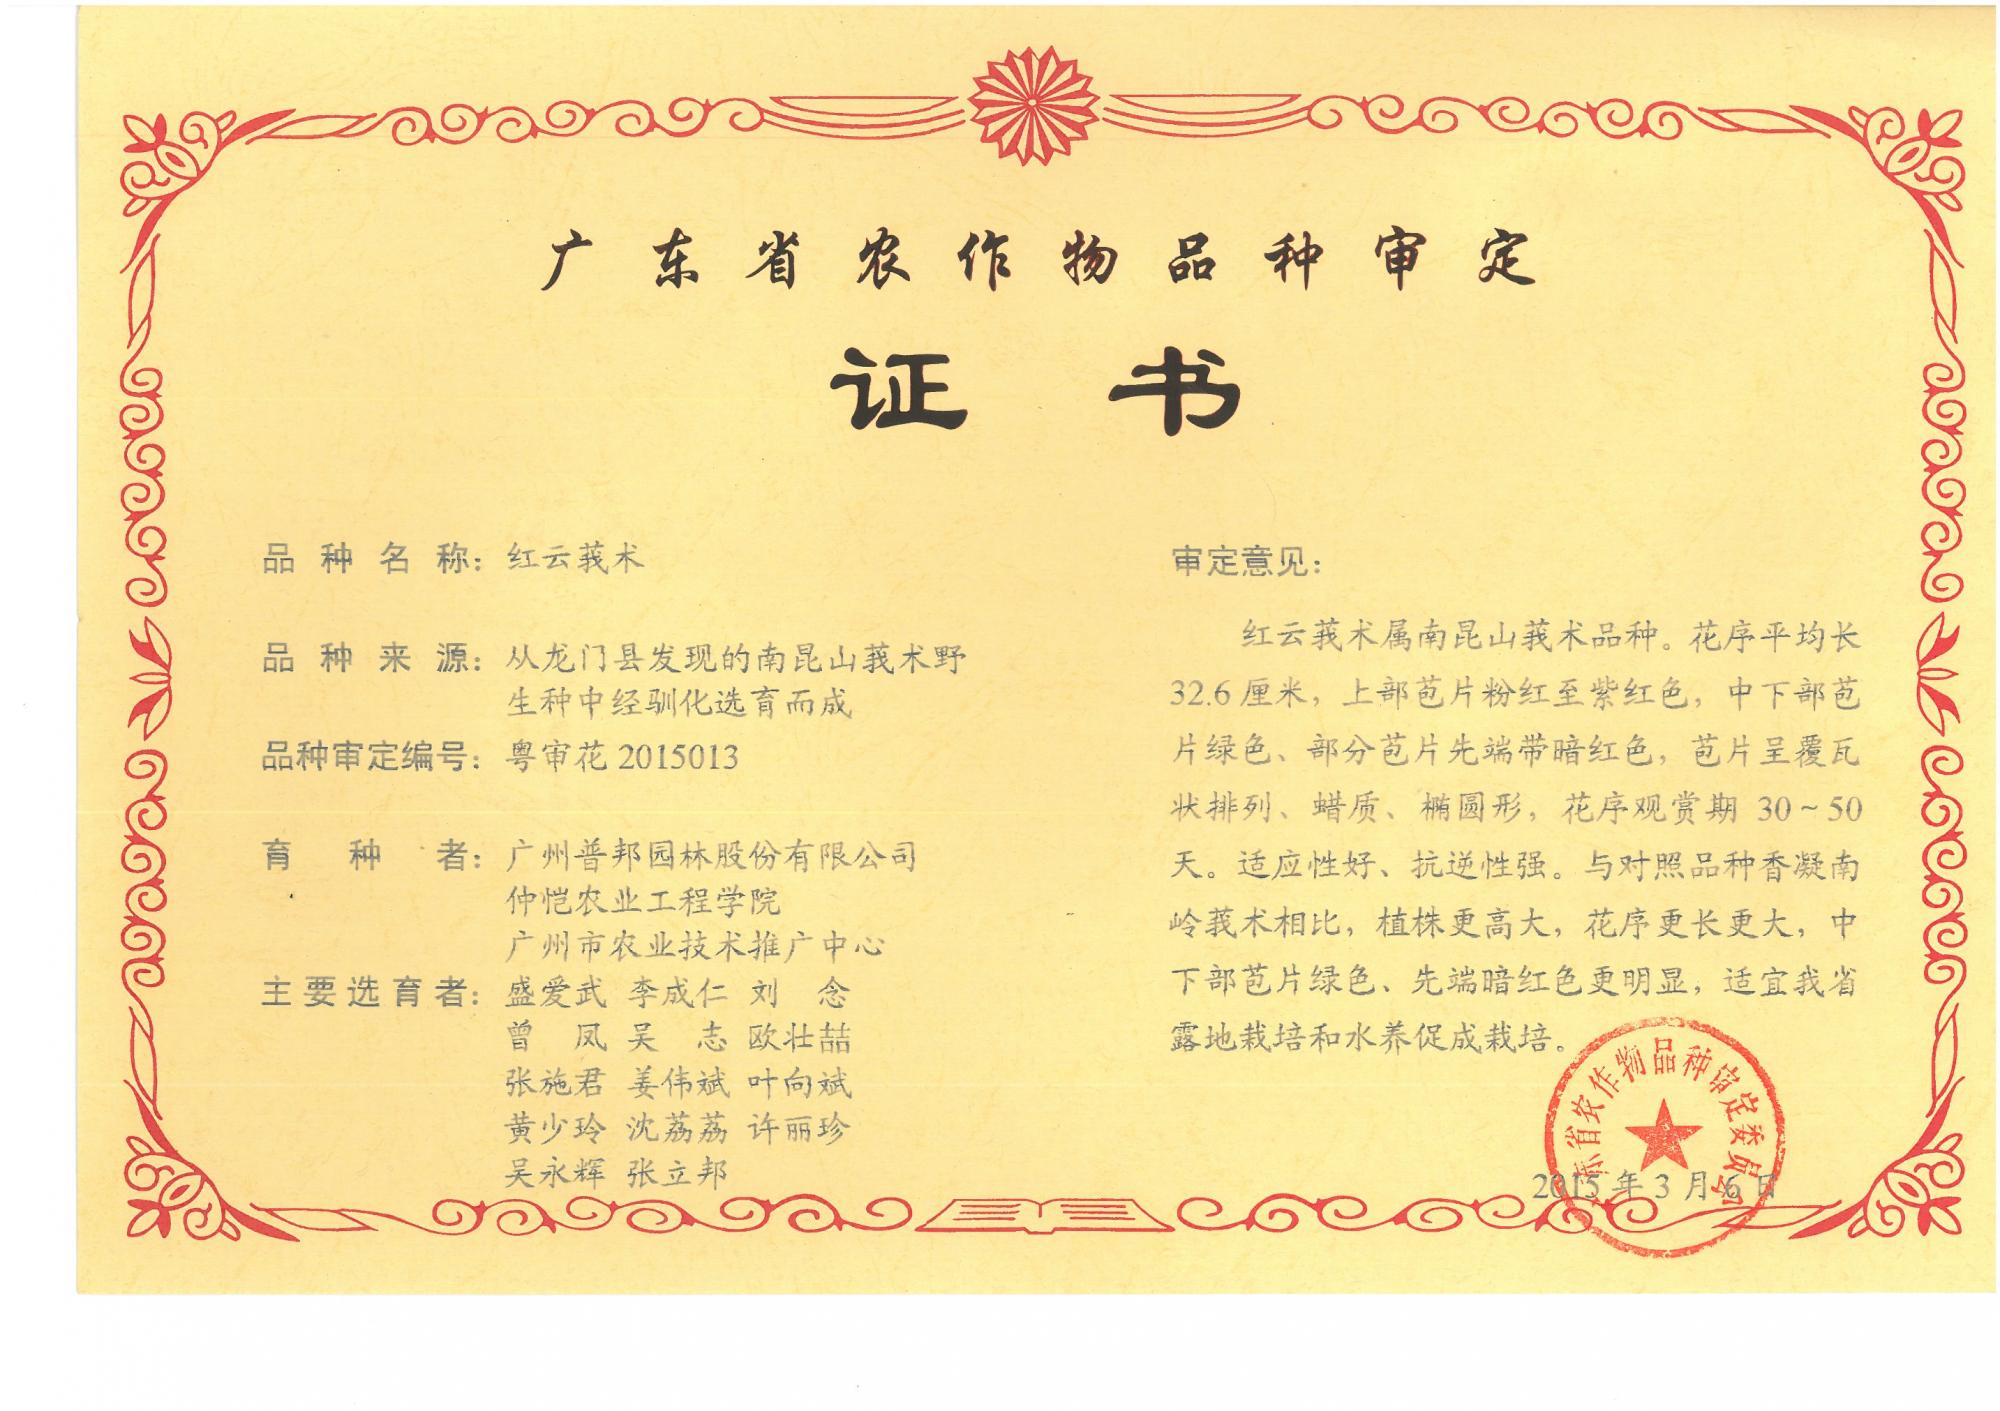 广东省农作物品种审定
证书
品种名称：红云莪术
品种来源：从龙门县发现的南昆山莪术野
生种中经驯化选育而成
品种审定编号：粤审花2015013
育种者：广州普邦园林股份有限公司
仲恺农业工程学院
广州市农业技术推广中心
主要选育者：盛爱武 李成仁 刘念
曾凤 吴志 欧壮喆
张施君 姜伟斌 叶向斌
黄少玲 沈荔荔 许丽珍
吴永辉 张立邦
审定意见：
红云莪术属南昆山莪术品种。花序平均长
32.6厘米，上部苞片粉红至紫红色，中下部苞
片绿色、部分苞片先端带暗红色，苞片呈覆瓦
状排列、蜡质、椭圆形，花序观赏期 30～50
天。适应性好、抗逆性强。与对照品种香凝南
岭莪术相比，植株更高大，花序更长更大，中
下部苞片绿色、先端暗红色更明显，适宜我省
露地栽培和水养促成栽培。
东省农作物品种审定委员会
2015年3月6日